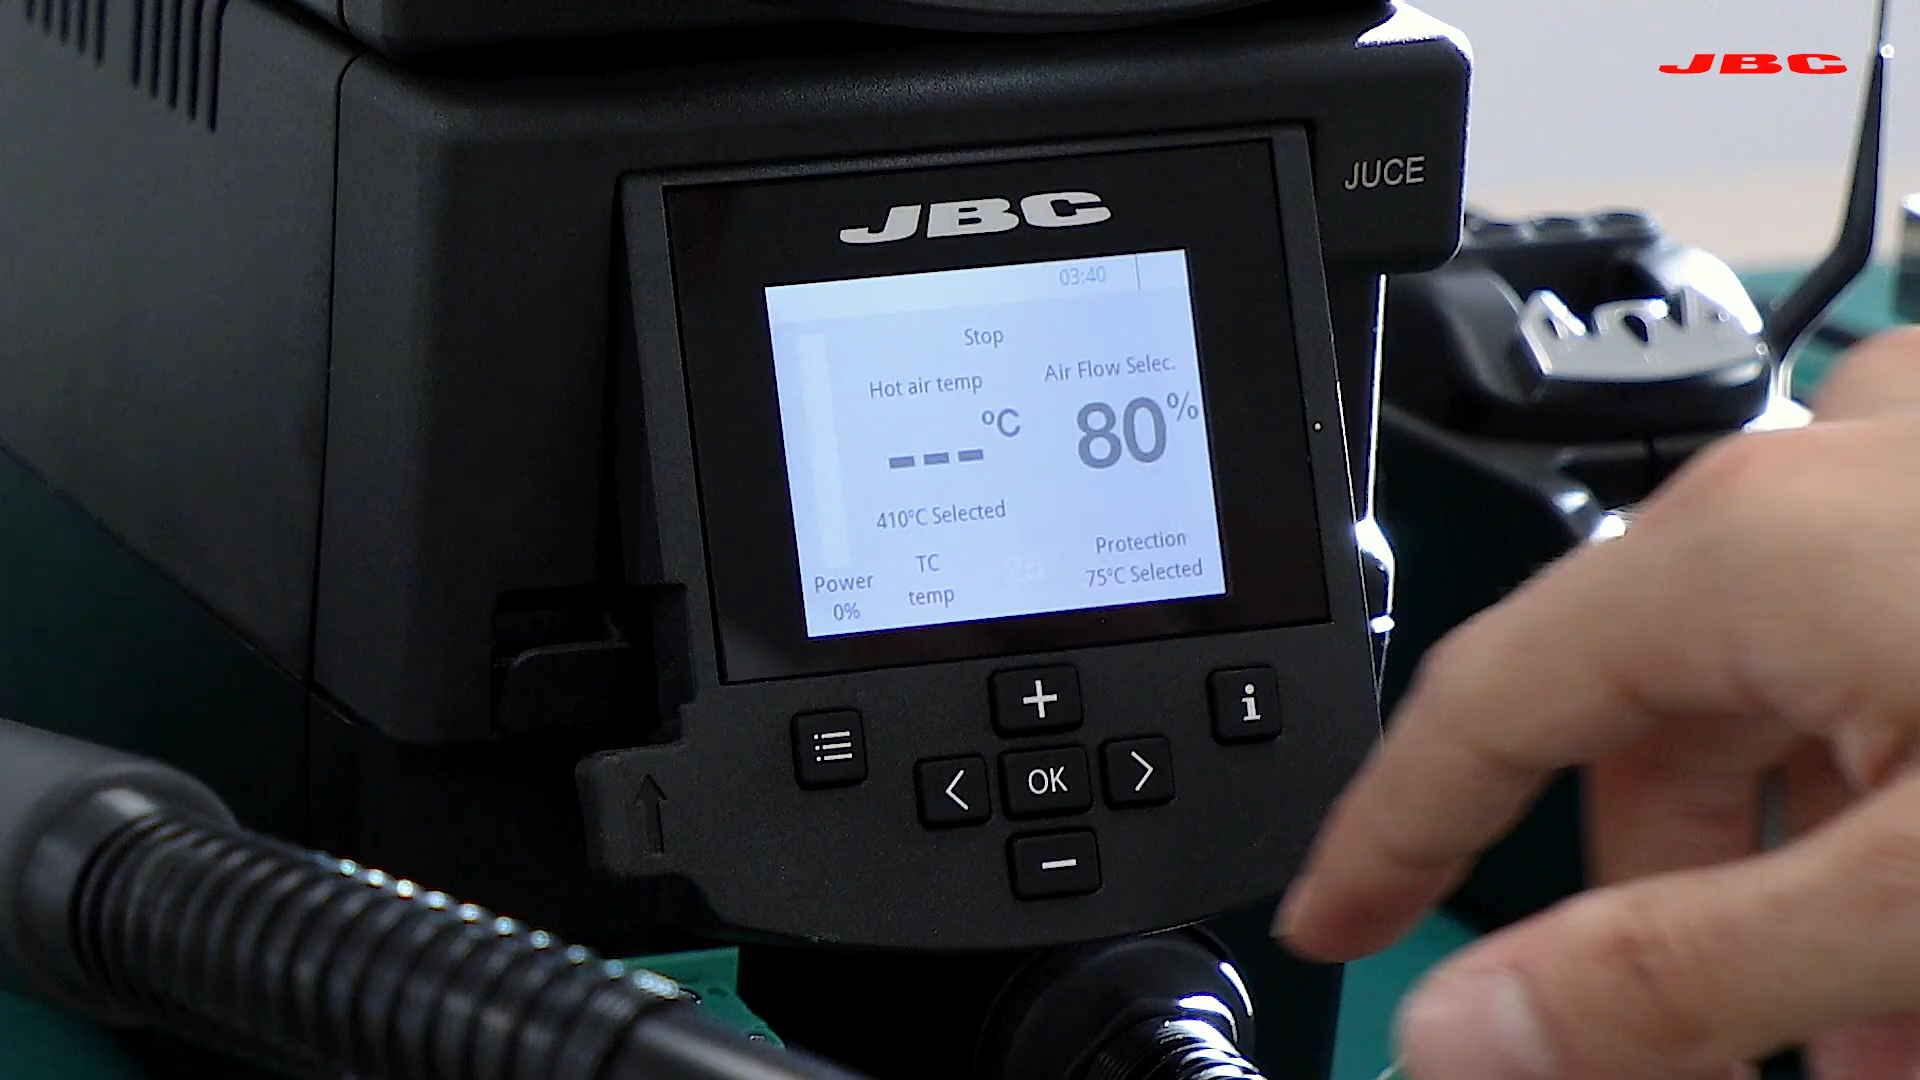 JBC
JUCE
JBC
03:40
Stop
Hot air temp
Air Flow Selec.
---ºC
80%
410ºC Selected
TC
temp
25
Protection
75ºC Selected
Power
0%
+
i
<
OK
>
-